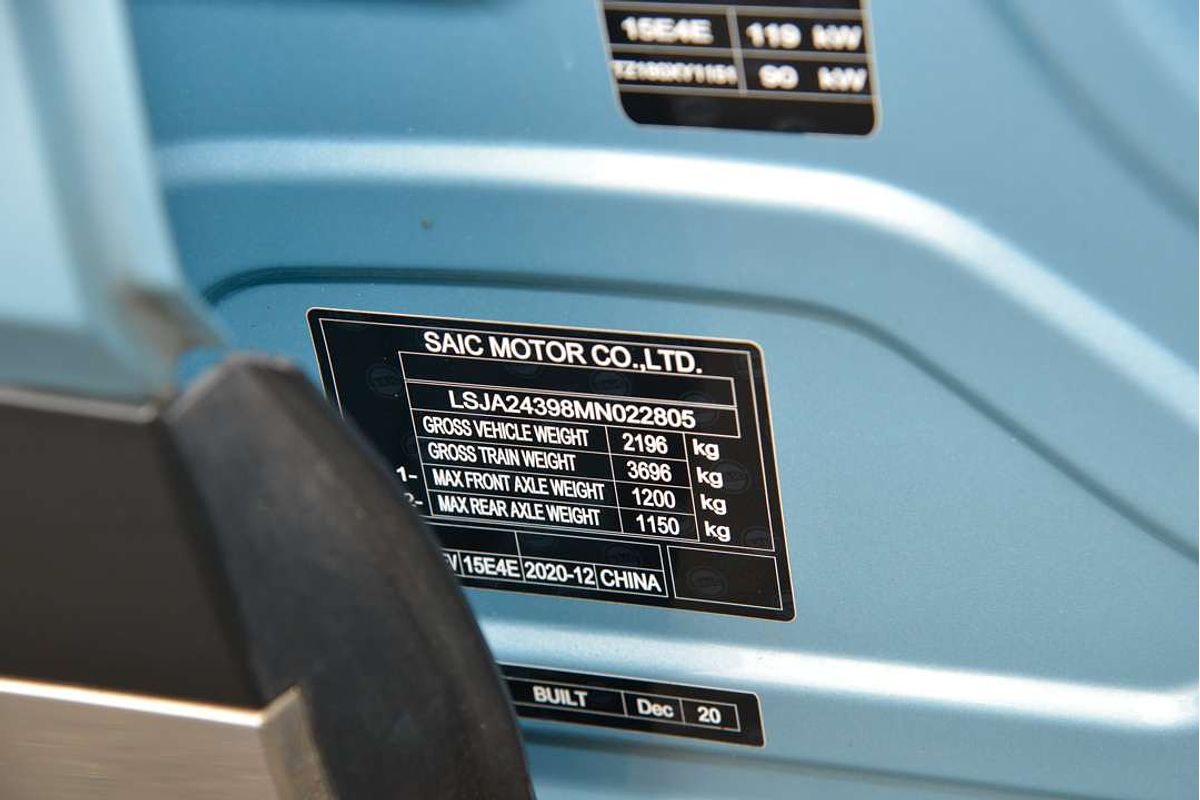 15E4E 119 kW
90 kW
SAIC MOTOR CO.,LTD.
LSJA24398MN022805
GROSS VEHICLE WEIGHT 2196 kg
GROSS TRAIN WEIGHT 3696 kg
1- MAX FRONT AXLE WEIGHT 1200 kg
2- MAX REAR AXLE WEIGHT 1150 kg
15E4E 2020-12 CHINA
BUILT Dec 20